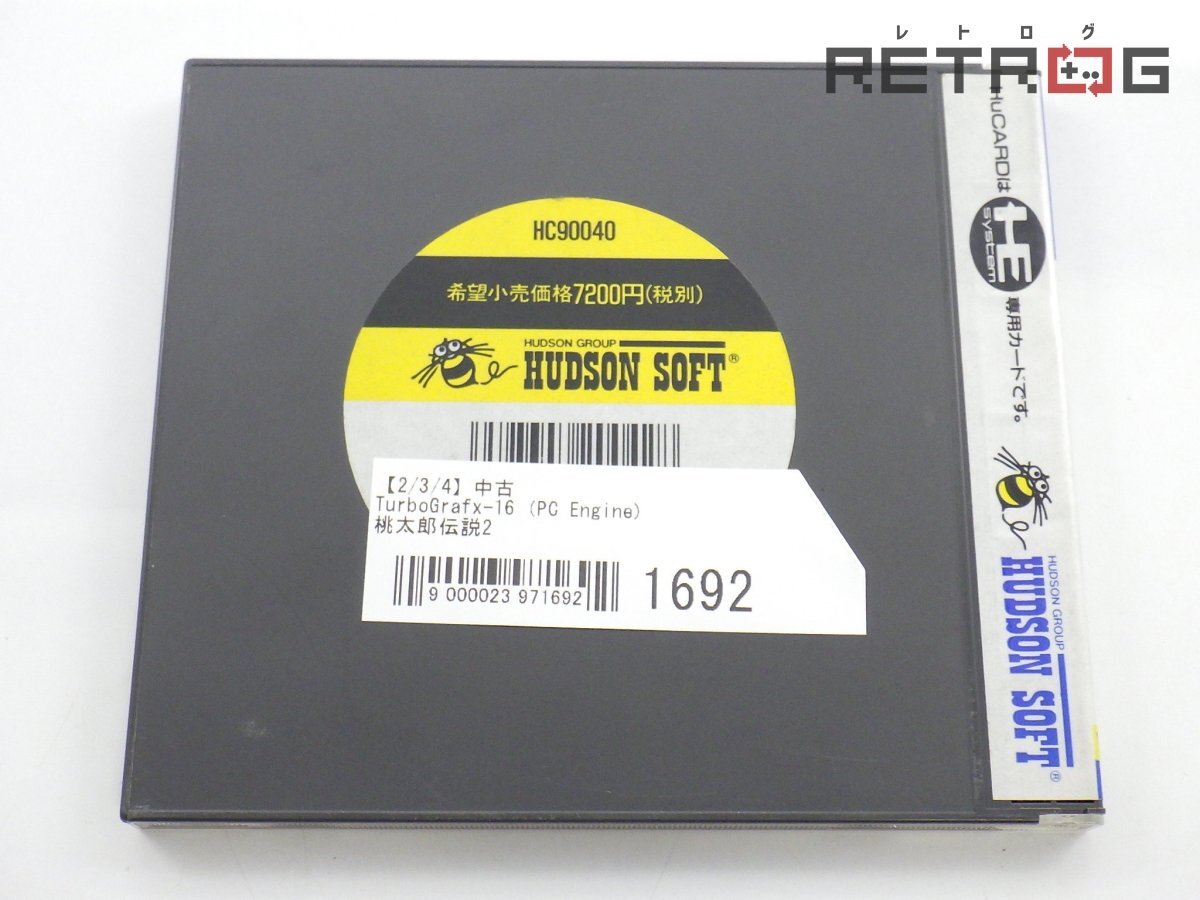 レトログ
RETROG
HC90040
希望小売価格7200円(税別)
HUDSON GROUP
HUDSON SOFT®
【2/3/4】中古
TurboGrafx-16 (PC Engine)
桃太郎伝説2
9 000023 971692
1692
HuCARDは
HE
system
専用カードです。
HUDSON GROUP
HUDSON SOFT®